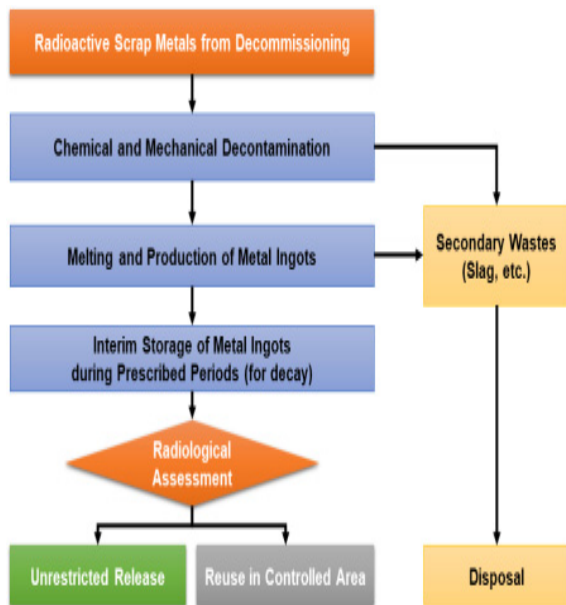 Radioactive Scrap Metals from Decommissioning
Chemical and Mechanical Decontamination
Melting and Production of Metal Ingots
Secondary Wastes
(Slag, etc.)
Interim Storage of Metal Ingots
during Prescribed Periods (for decay)
Radiological
Assessment
Unrestricted Release
Reuse in Controlled Area
Disposal